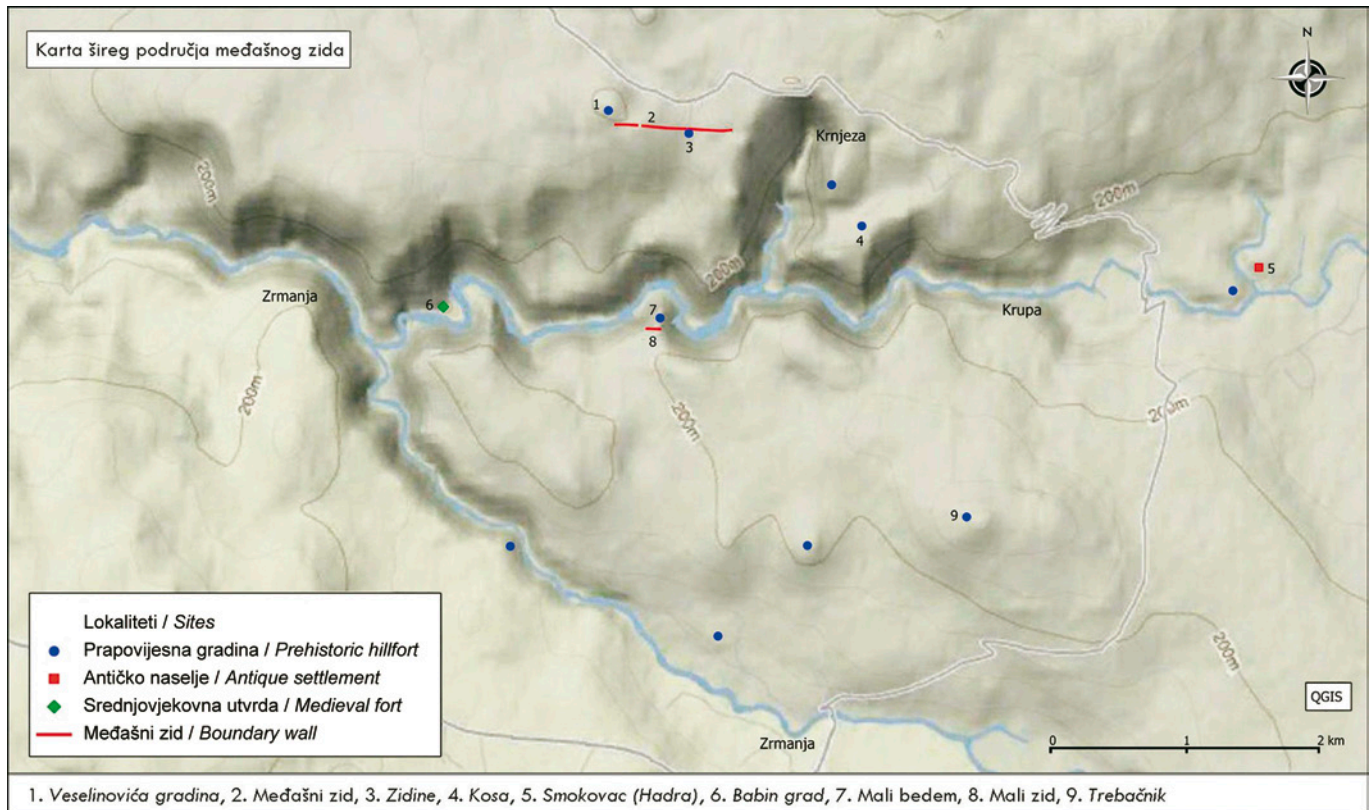 Karta šireg područja međašnog zida
N
1
2
3
Krnjeza
200m
200m
4
5
200m
Zrmanja
6
7
8
Krupa
200m
200m
200m
9
200m
Lokaliteti / Sites
Prapovijesna gradina / Prehistoric hillfort
Antičko naselje / Antique settlement
Srednjovjekovna utvrda / Medieval fort
Međašni zid / Boundary wall
Zrmanja
QGIS
0 1 2 km
1. Veselinovića gradina, 2. Međašni zid, 3. Zidine, 4. Kosa, 5. Smokovac (Hadra), 6. Babin grad, 7. Mali bedem, 8. Mali zid, 9. Trebačnik